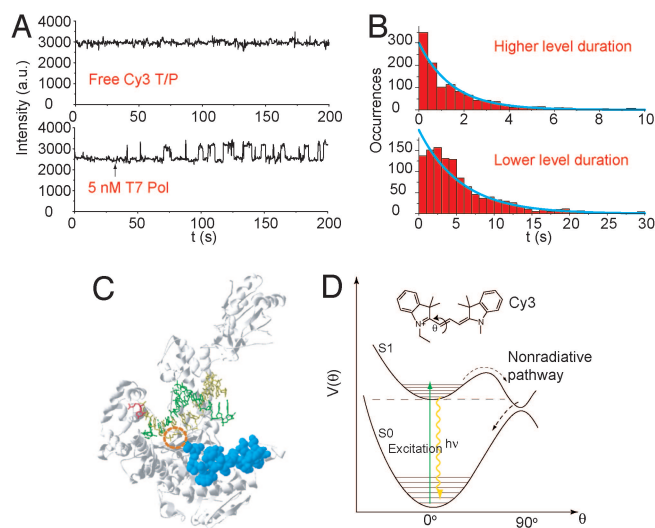 A
Intensity (a.u.)
4000
3000
2000
1000
0
Free Cy3 T/P
0 50 100 150 200
4000
3000
2000
1000
0
5 nM T7 Pol
0 50 100 150 200
t (s)
B
Occurrences
300
200
100
0
Higher level duration
0 2 4 6 8 10
150
100
50
0
Lower level duration
0 5 10 15 20 25 30
t (s)
C
D
V(θ)
Cy3
N+
N
θ
S1
Nonradiative
pathway
S0
Excitation
hν
0º
90º
θ